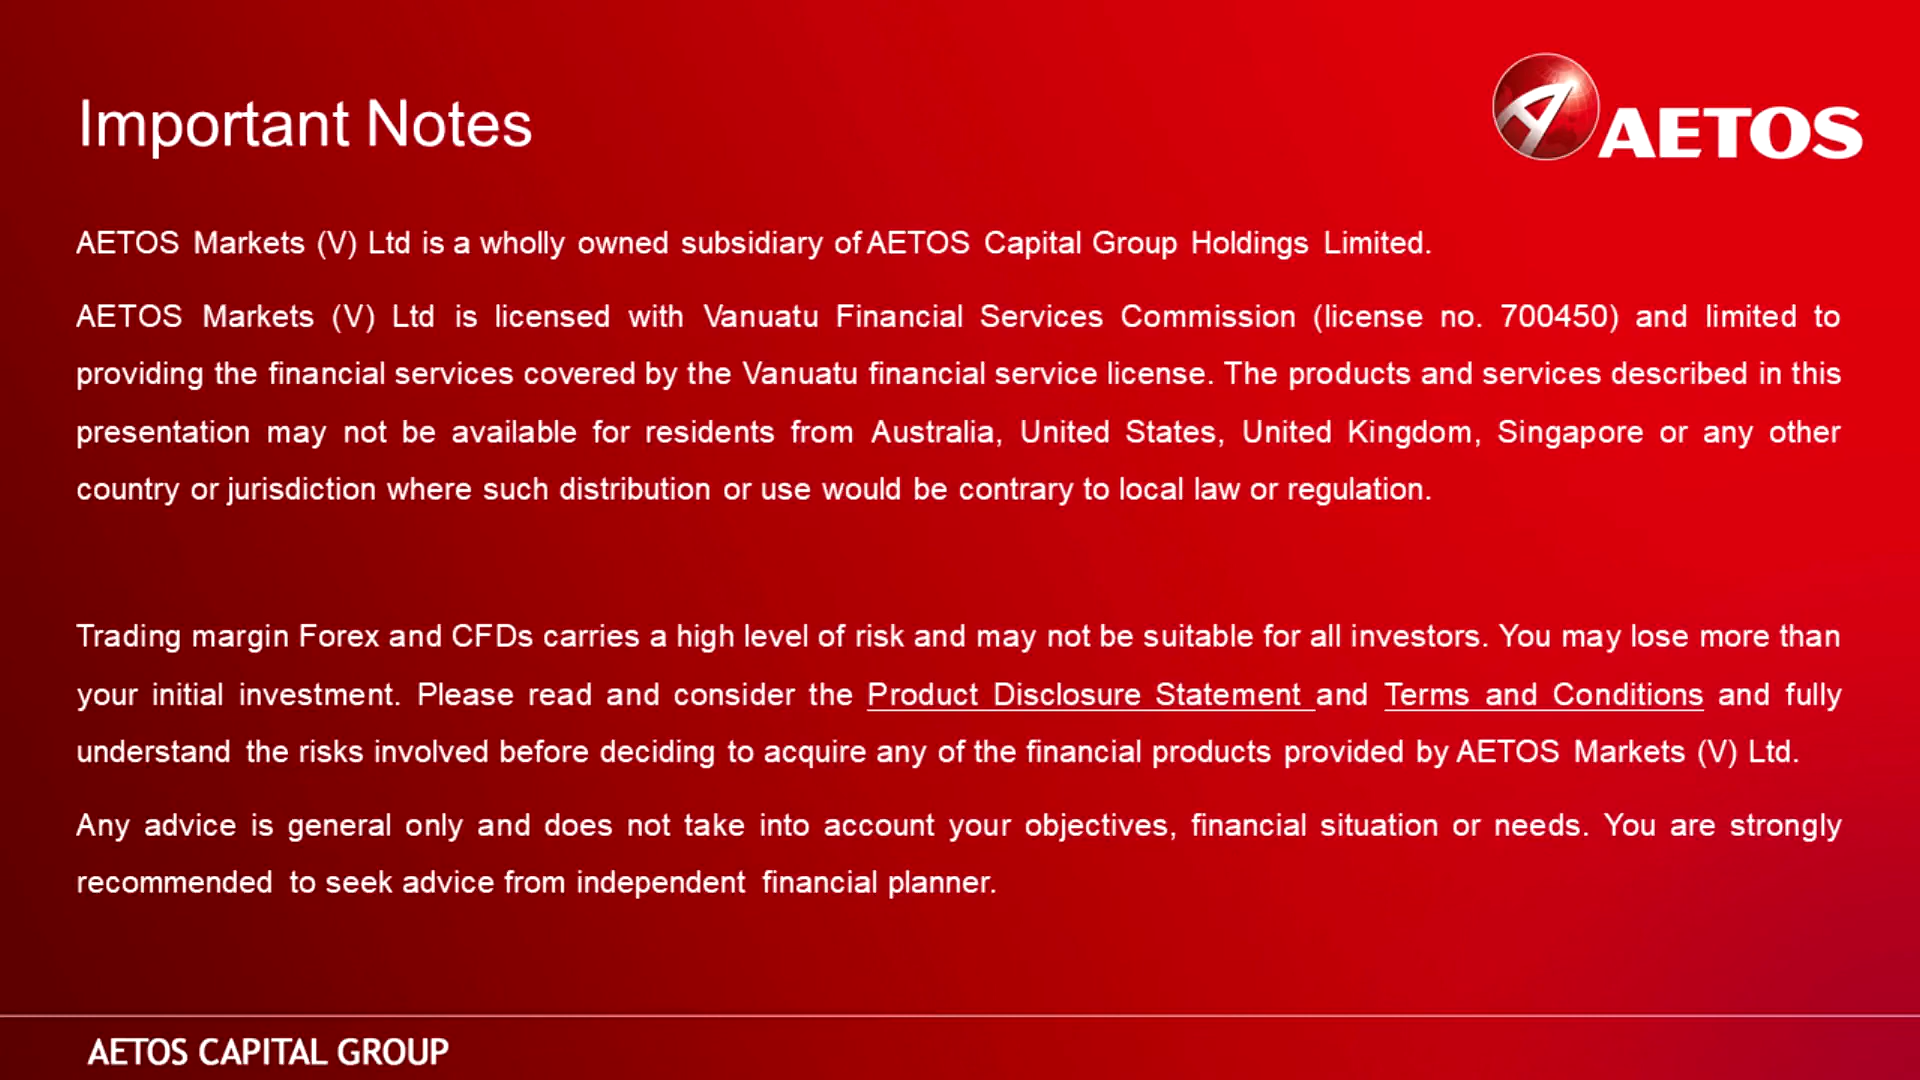 Important Notes
AETOS
AETOS Markets (V) Ltd is a wholly owned subsidiary of AETOS Capital Group Holdings Limited.
AETOS Markets (V) Ltd is licensed with Vanuatu Financial Services Commission (license no. 700450) and limited to
providing the financial services covered by the Vanuatu financial service license. The products and services described in this
presentation may not be available for residents from Australia, United States, United Kingdom, Singapore or any other
country or jurisdiction where such distribution or use would be contrary to local law or regulation.
Trading margin Forex and CFDs carries a high level of risk and may not be suitable for all investors. You may lose more than
your initial investment. Please read and consider the Product Disclosure Statement and Terms and Conditions and fully
understand the risks involved before deciding to acquire any of the financial products provided by AETOS Markets (V) Ltd.
Any advice is general only and does not take into account your objectives, financial situation or needs. You are strongly
recommended to seek advice from independent financial planner.
AETOS CAPITAL GROUP